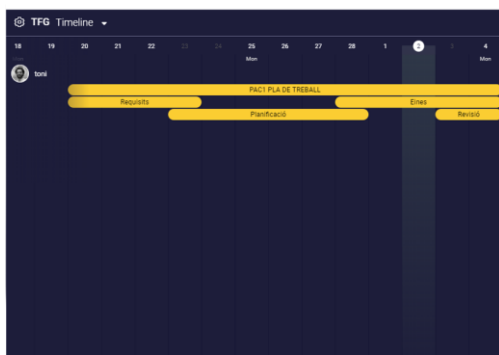 TFG Timeline
18 19 20 21 22 23 24 25 26 27 28 1 2 3 4
Mon Mon
toni
PAC1 PLA DE TREBALL
Requisits Eines
Planificació Revisió